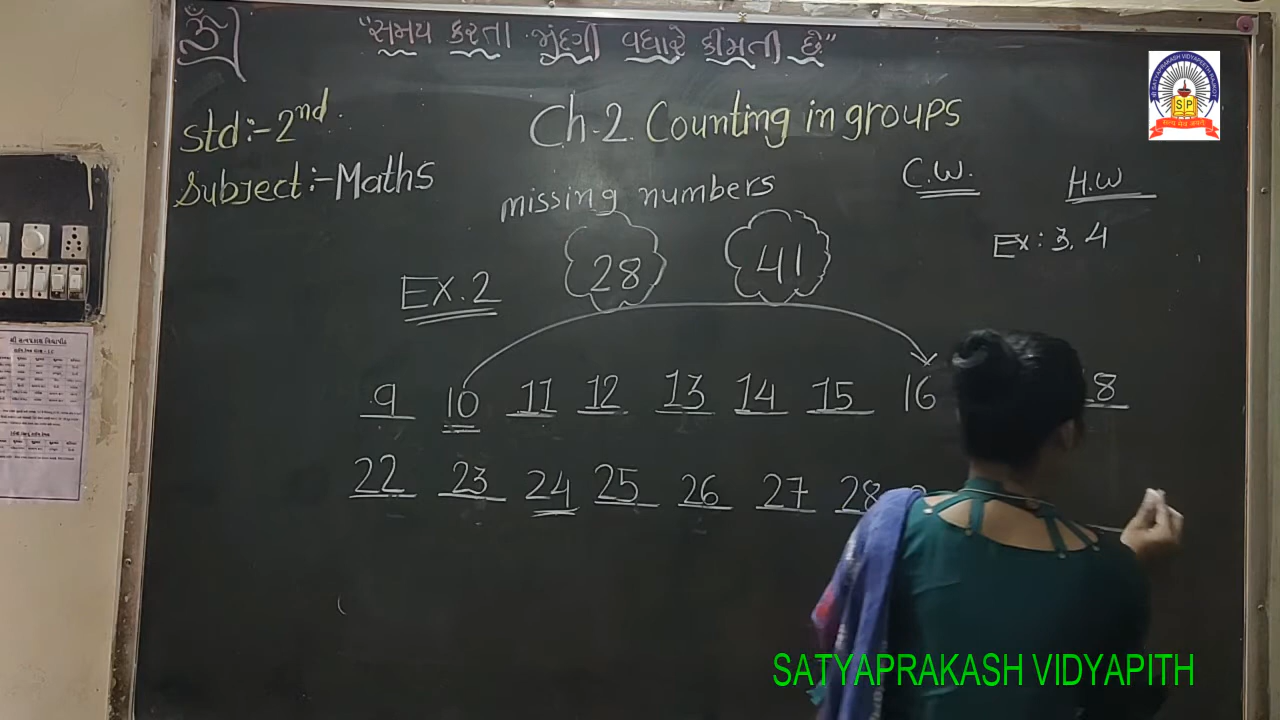 ॐ
"સમય કરતા જીંદગી વધારે કીંમતી છે"
Std:- 2nd.
Ch-2. Counting in groups
Subject:- Maths
missing numbers
C.W.
H.W
Ex: 3, 4
EX. 2
28 41
9 10 11 12 13 14 15 16 18
22 23 24 25 26 27 28
SP
SATYAPRAKASH VIDYAPITH